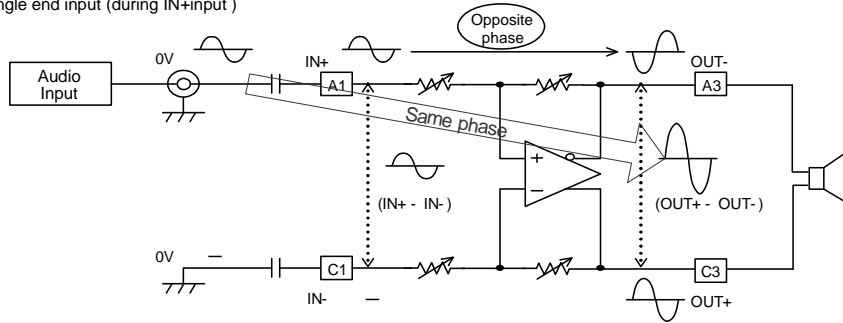 ngle end input (during IN+input )
Opposite
phase
0V
IN+
OUT-
Audio
Input
A1
A3
Same phase
+
−
(IN+ - IN- )
(OUT+ - OUT- )
0V
−
C1
C3
IN-
−
OUT+